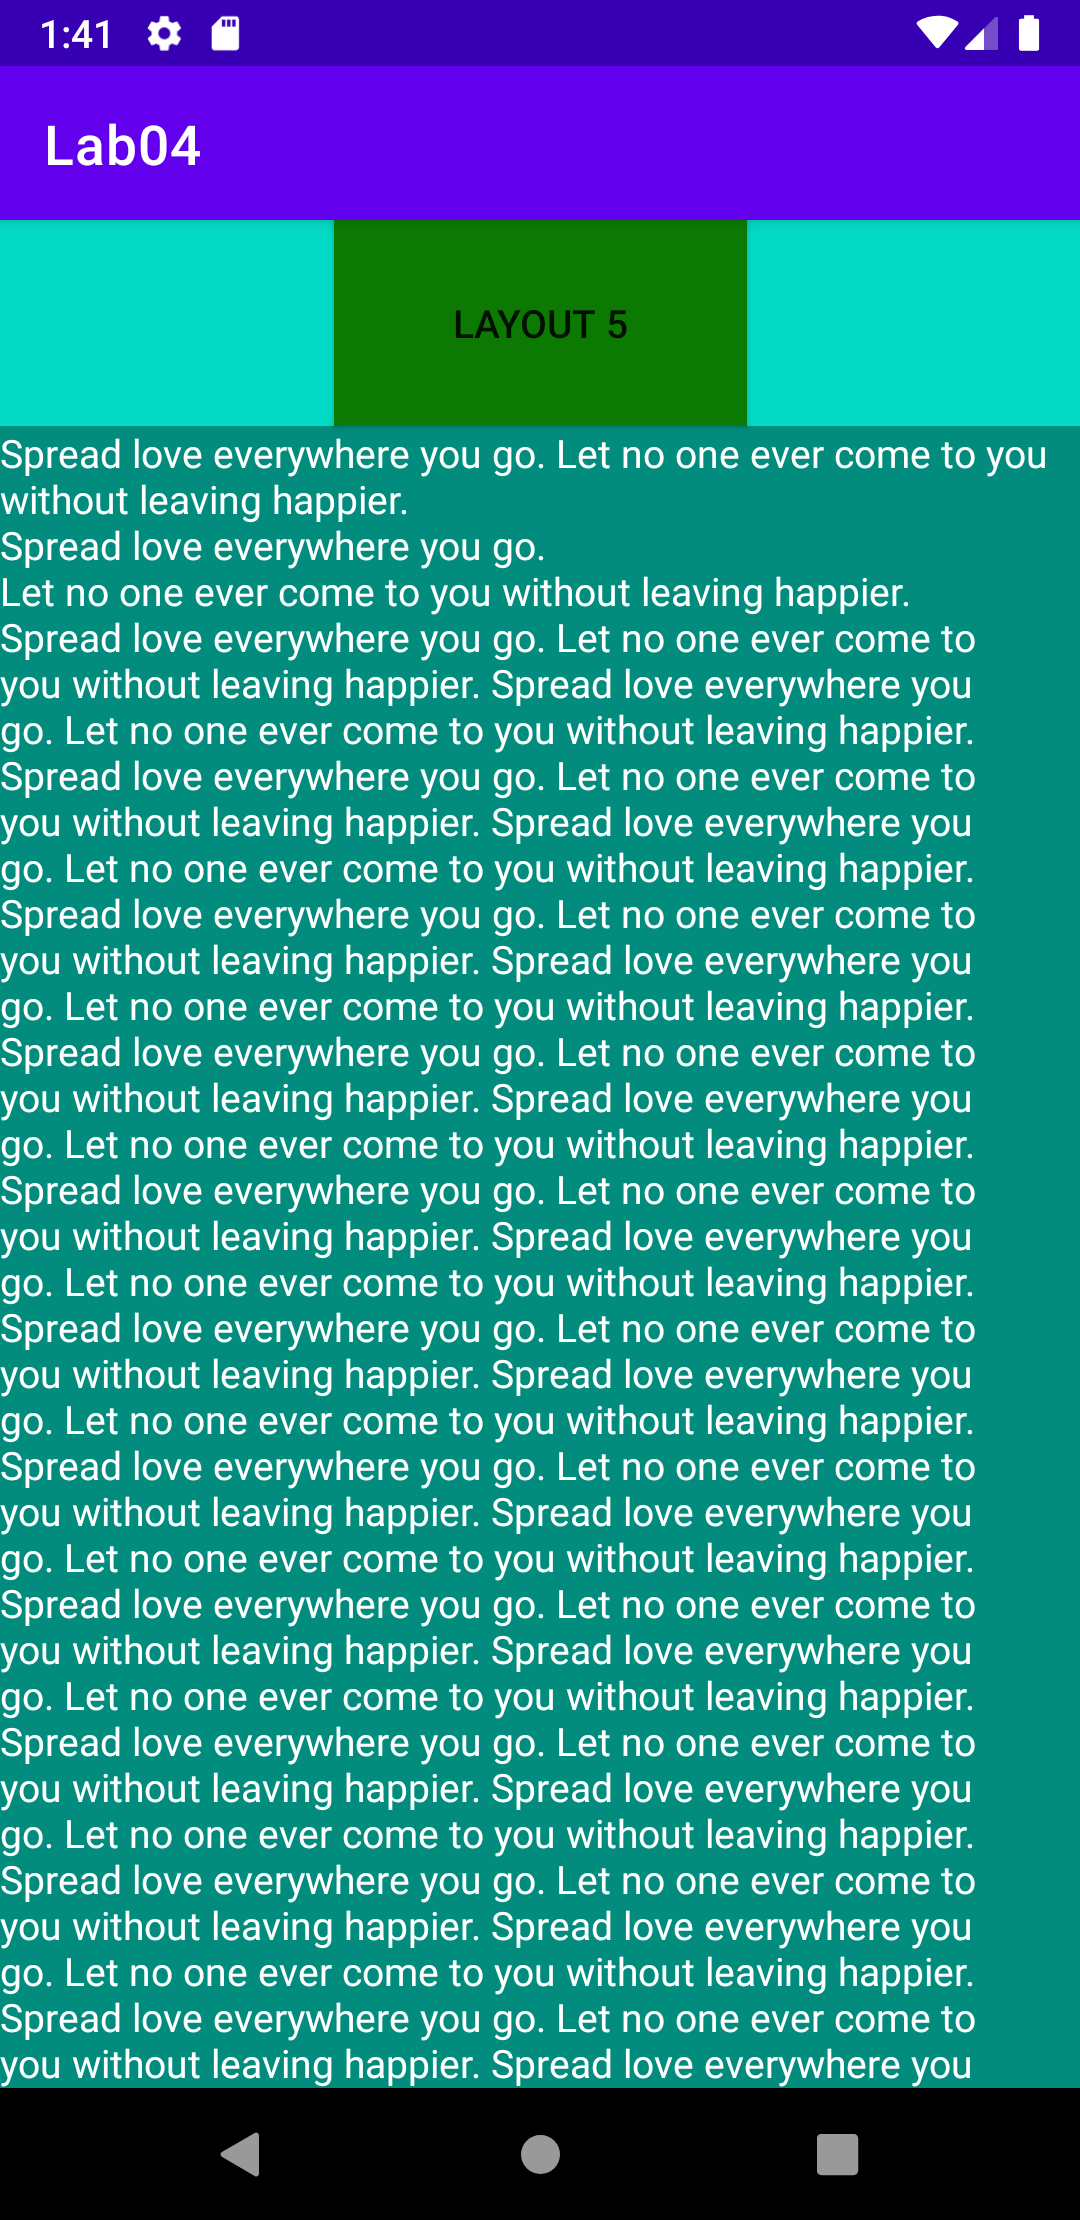 1:41
Lab04
LAYOUT 5
Spread love everywhere you go. Let no one ever come to you
without leaving happier.
Spread love everywhere you go.
Let no one ever come to you without leaving happier.
Spread love everywhere you go. Let no one ever come to
you without leaving happier. Spread love everywhere you
go. Let no one ever come to you without leaving happier.
Spread love everywhere you go. Let no one ever come to
you without leaving happier. Spread love everywhere you
go. Let no one ever come to you without leaving happier.
Spread love everywhere you go. Let no one ever come to
you without leaving happier. Spread love everywhere you
go. Let no one ever come to you without leaving happier.
Spread love everywhere you go. Let no one ever come to
you without leaving happier. Spread love everywhere you
go. Let no one ever come to you without leaving happier.
Spread love everywhere you go. Let no one ever come to
you without leaving happier. Spread love everywhere you
go. Let no one ever come to you without leaving happier.
Spread love everywhere you go. Let no one ever come to
you without leaving happier. Spread love everywhere you
go. Let no one ever come to you without leaving happier.
Spread love everywhere you go. Let no one ever come to
you without leaving happier. Spread love everywhere you
go. Let no one ever come to you without leaving happier.
Spread love everywhere you go. Let no one ever come to
you without leaving happier. Spread love everywhere you
go. Let no one ever come to you without leaving happier.
Spread love everywhere you go. Let no one ever come to
you without leaving happier. Spread love everywhere you
go. Let no one ever come to you without leaving happier.
Spread love everywhere you go. Let no one ever come to
you without leaving happier. Spread love everywhere you
go. Let no one ever come to you without leaving happier.
Spread love everywhere you go. Let no one ever come to
you without leaving happier. Spread love everywhere you